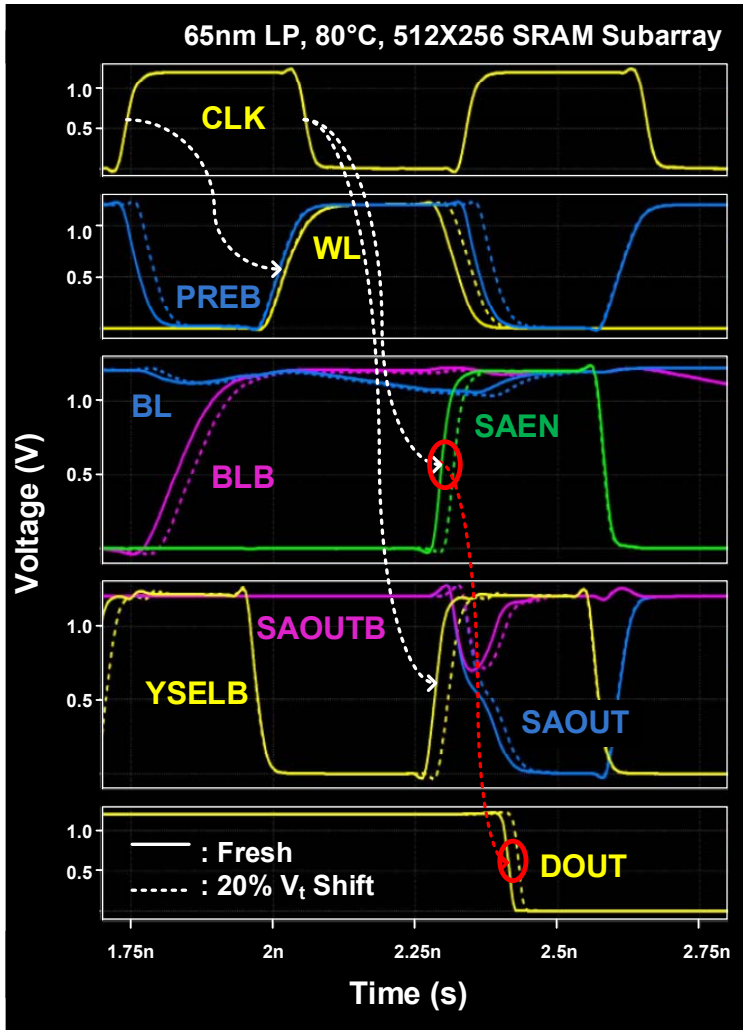 65nm LP, 80°C, 512X256 SRAM Subarray
1.0
0.5
CLK
1.0
0.5
WL
PREB
1.0
0.5
BL
BLB
SAEN
Voltage (V)
1.0
0.5
SAOUTB
YSELB
SAOUT
1.0
0.5
: Fresh
: 20% Vt Shift
DOUT
1.75n 2n 2.25n 2.5n 2.75n
Time (s)